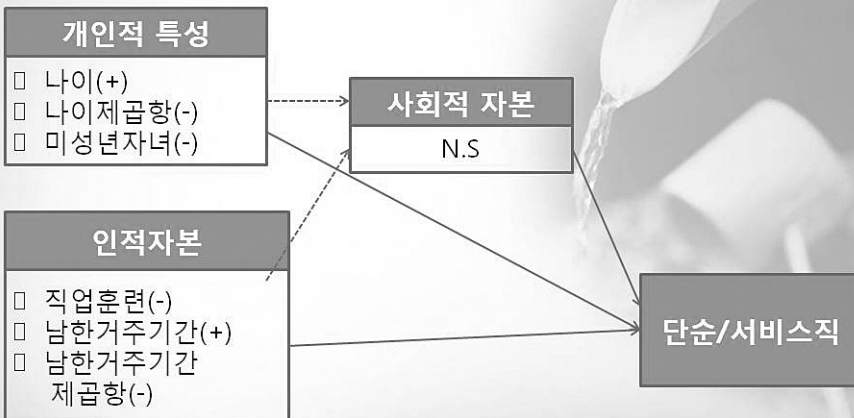 개인적 특성
▯ 나이(+)
▯ 나이제곱항(-)
▯ 미성년자녀(-)
사회적 자본
N.S
인적자본
▯ 직업훈련(-)
▯ 남한거주기간(+)
▯ 남한거주기간
제곱항(-)
단순/서비스직